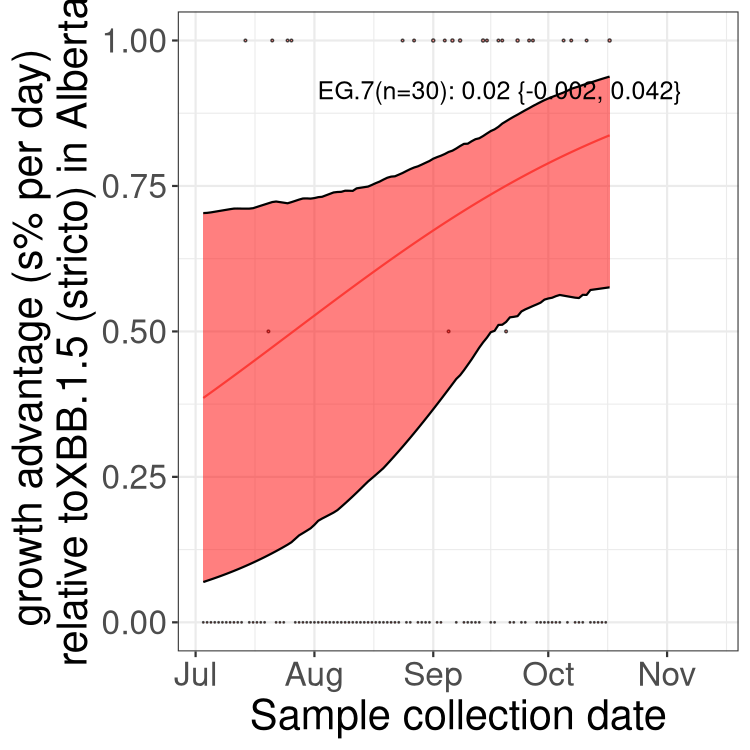 growth advantage (s% per day)
relative toXBB.1.5 (stricto) in Alberta
1.00
EG.7(n=30): 0.02 {-0.002, 0.042}
0.75
0.50
0.25
0.00
Jul Aug Sep Oct Nov
Sample collection date